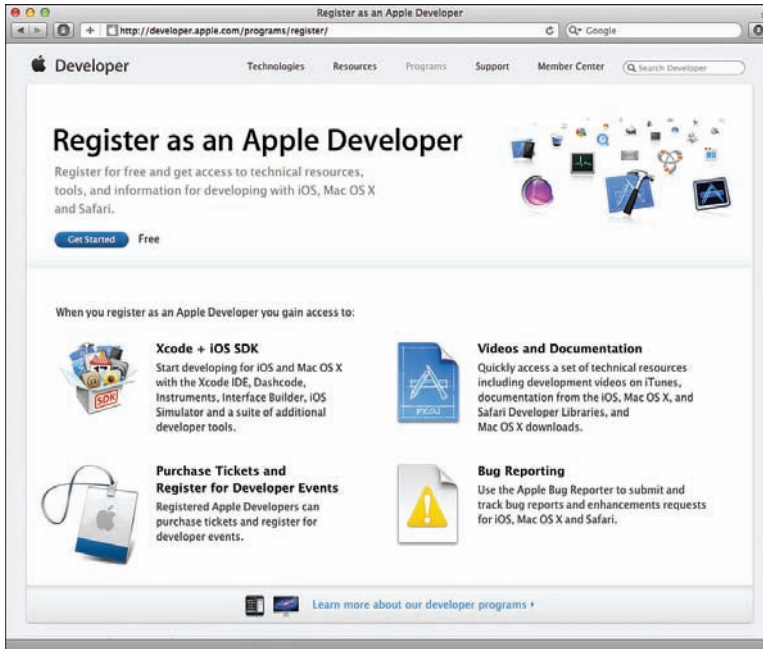 Register as an Apple Developer
http://developer.apple.com/programs/register/
Google
Developer
Technologies
Resources
Programs
Support
Member Center
Search Developer
Register as an Apple Developer
Register for free and get access to technical resources,
tools, and information for developing with iOS, Mac OS X
and Safari.
Get Started
Free
When you register as an Apple Developer you gain access to:
SDK
Xcode + iOS SDK
Start developing for iOS and Mac OS X
with the Xcode IDE, Dashcode,
Instruments, Interface Builder, iOS
Simulator and a suite of additional
developer tools.
Videos and Documentation
Quickly access a set of technical resources
including development videos on iTunes,
documentation from the iOS, Mac OS X, and
Safari Developer Libraries, and
Mac OS X downloads.
Purchase Tickets and
Register for Developer Events
Registered Apple Developers can
purchase tickets and register for
developer events.
Bug Reporting
Use the Apple Bug Reporter to submit and
track bug reports and enhancements requests
for iOS, Mac OS X and Safari.
Learn more about our developer programs